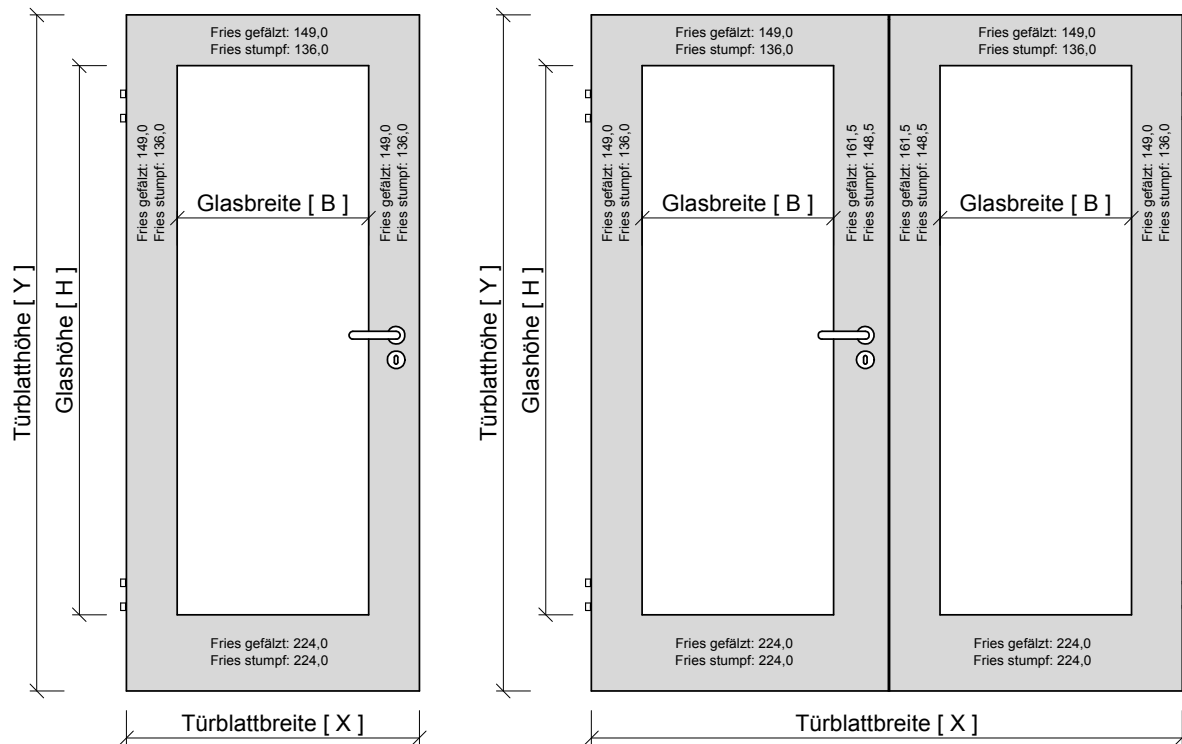 Fries gefälzt: 149,0
Fries stumpf: 136,0
Fries gefälzt: 149,0
Fries stumpf: 136,0
Fries gefälzt: 149,0
Fries stumpf: 136,0
Glasbreite [ B ]
Türblatthöhe [ Y ]
Glashöhe [ H ]
Fries gefälzt: 224,0
Fries stumpf: 224,0
Türblattbreite [ X ]
Fries gefälzt: 149,0
Fries stumpf: 136,0
Fries gefälzt: 149,0
Fries stumpf: 136,0
Fries gefälzt: 149,0
Fries stumpf: 136,0
Fries gefälzt: 161,5
Fries stumpf: 148,5
Fries gefälzt: 161,5
Fries stumpf: 148,5
Fries gefälzt: 149,0
Fries stumpf: 136,0
Glasbreite [ B ]
Glasbreite [ B ]
Türblatthöhe [ Y ]
Glashöhe [ H ]
Fries gefälzt: 224,0
Fries stumpf: 224,0
Fries gefälzt: 224,0
Fries stumpf: 224,0
Türblattbreite [ X ]